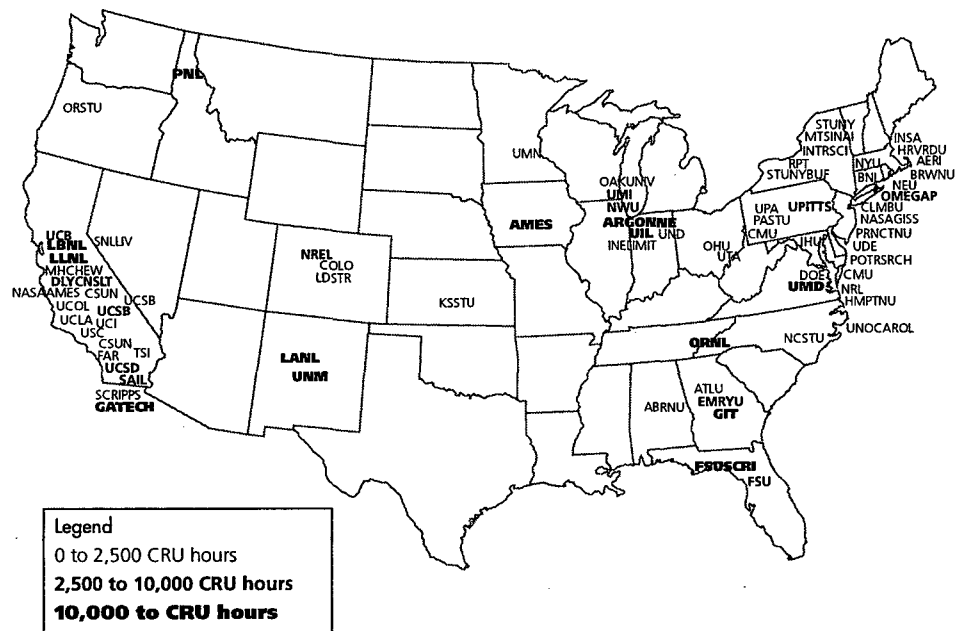 PNL
ORSTU
UCB
LBNL
SNLLIV
LLNL
MHCHEW
DLYCNSLT
NASAAMES CSUN
UCSB
UCOL
UCSB
UCLA UCI
USC
CSUN
FAR
TSI
UCSD
SAIL
SCRIPPS
GATECH
NREL
COLO
LDSTR
LANL
UNM
KSSTU
UMN
AMES
OAKUNIV
UMI
NWU
ARGONNE
UIL UND
INELIMIT
OHU
UTA
UPA
UPITTS
PASTU
CMU
STUNY
MTSINAI
INTRSCI
RPT
STUNYBUF
NYU
BNL
INSA
HRVRDU
AERI
BRWNU
NEU
OMEGAP
CLMBU
NASAGISS
PRNCTNU
JHU
UDE
POTRSRCH
DOE
CMU
UMDS
NRL
HMPTNU
UNOCAROL
NCSTU
ORNL
ATLU
EMRYU
GIT
ABRNU
FSUSCRI
FSU
Legend
0 to 2,500 CRU hours
2,500 to 10,000 CRU hours
10,000 to CRU hours